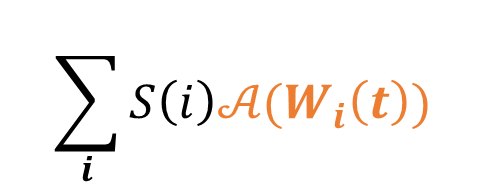 ∑ S(i)𝒜(Wᵢ(t))
i